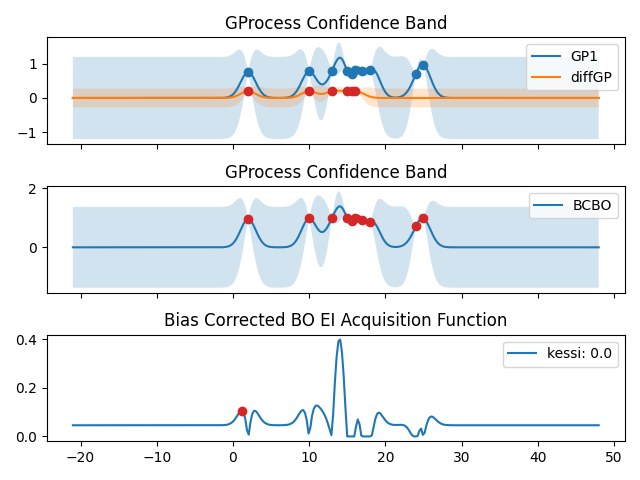 GProcess Confidence Band
1
0
−1
GP1
diffGP
GProcess Confidence Band
2
0
BCBO
Bias Corrected BO EI Acquisition Function
0.4
0.2
0.0
kessi: 0.0
−20 −10 0 10 20 30 40 50